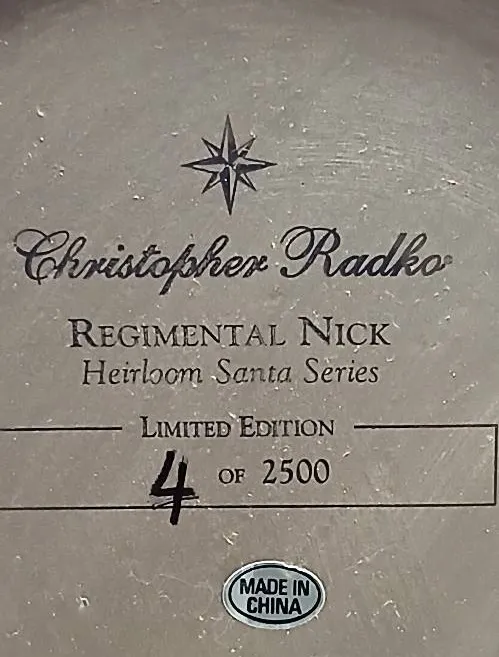 Christopher Radko
REGIMENTAL NICK
Heirloom Santa Series
LIMITED EDITION
4 OF 2500
MADE IN
CHINA